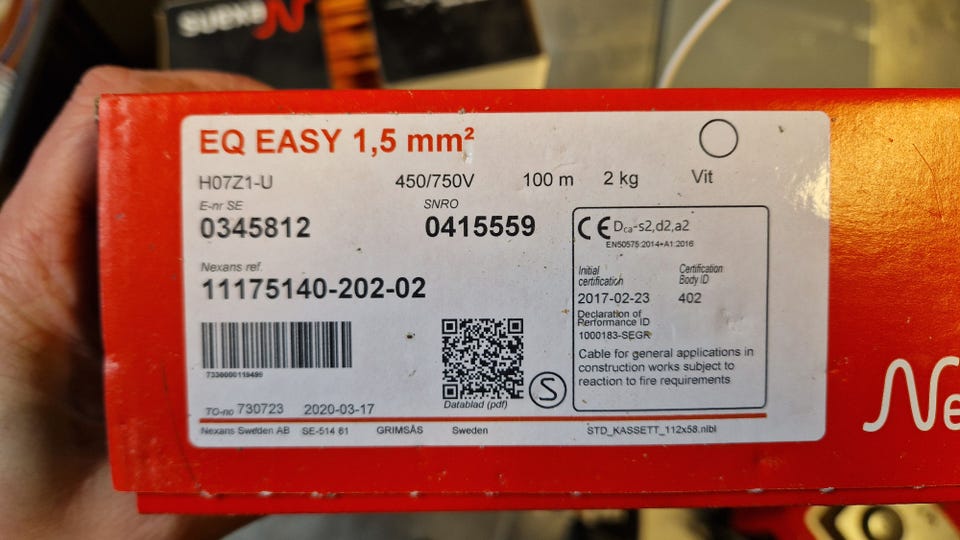 Nexans
EQ EASY 1,5 mm²
H07Z1-U 450/750V 100 m 2 kg Vit
E-nr SE SNRO
0345812 0415559
Nexans ref.
11175140-202-02
7330000119496
Datablad (pdf)
S
TO-no 730723 2020-03-17
CE Dca-s2,d2,a2
EN50575:2014+A1:2016
Initial certification Certification Body ID
2017-02-23 402
Declaration of
Performance ID
1000183-SEGR
Cable for general applications in
construction works subject to
reaction to fire requirements
Nexans Sweden AB SE-514 81 GRIMSÅS Sweden STD_KASSETT_112x58.nlbl
Ne